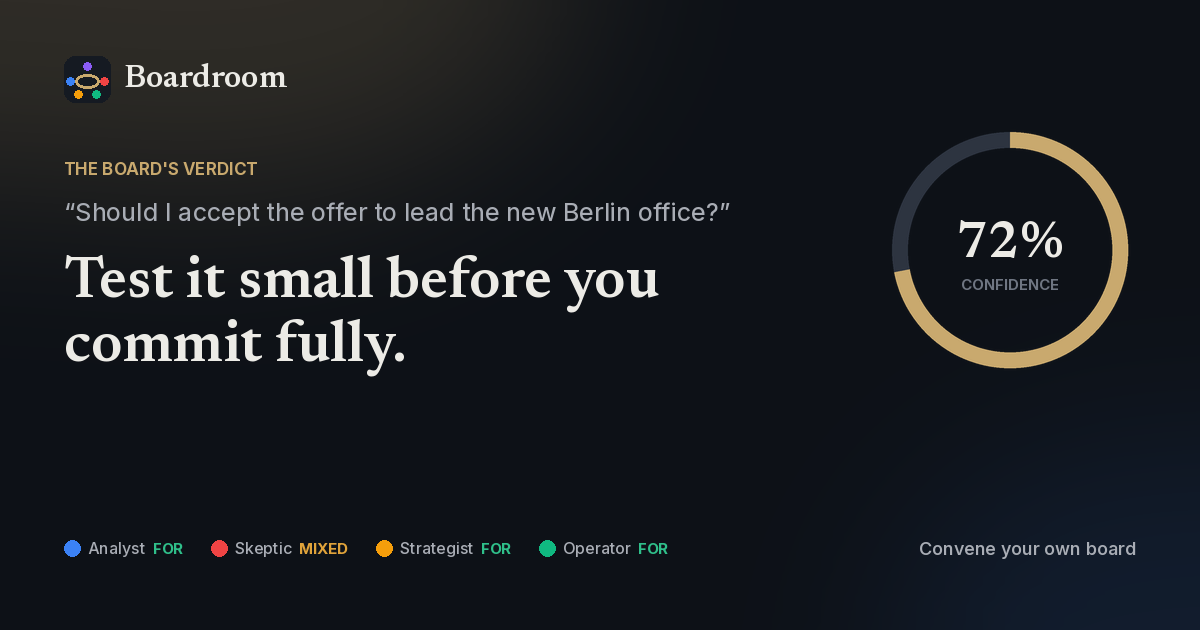 Boardroom
THE BOARD'S VERDICT
“Should I accept the offer to lead the new Berlin office?”
Test it small before you
commit fully.
72%
CONFIDENCE
Analyst FOR Skeptic MIXED Strategist FOR Operator FOR
Convene your own board